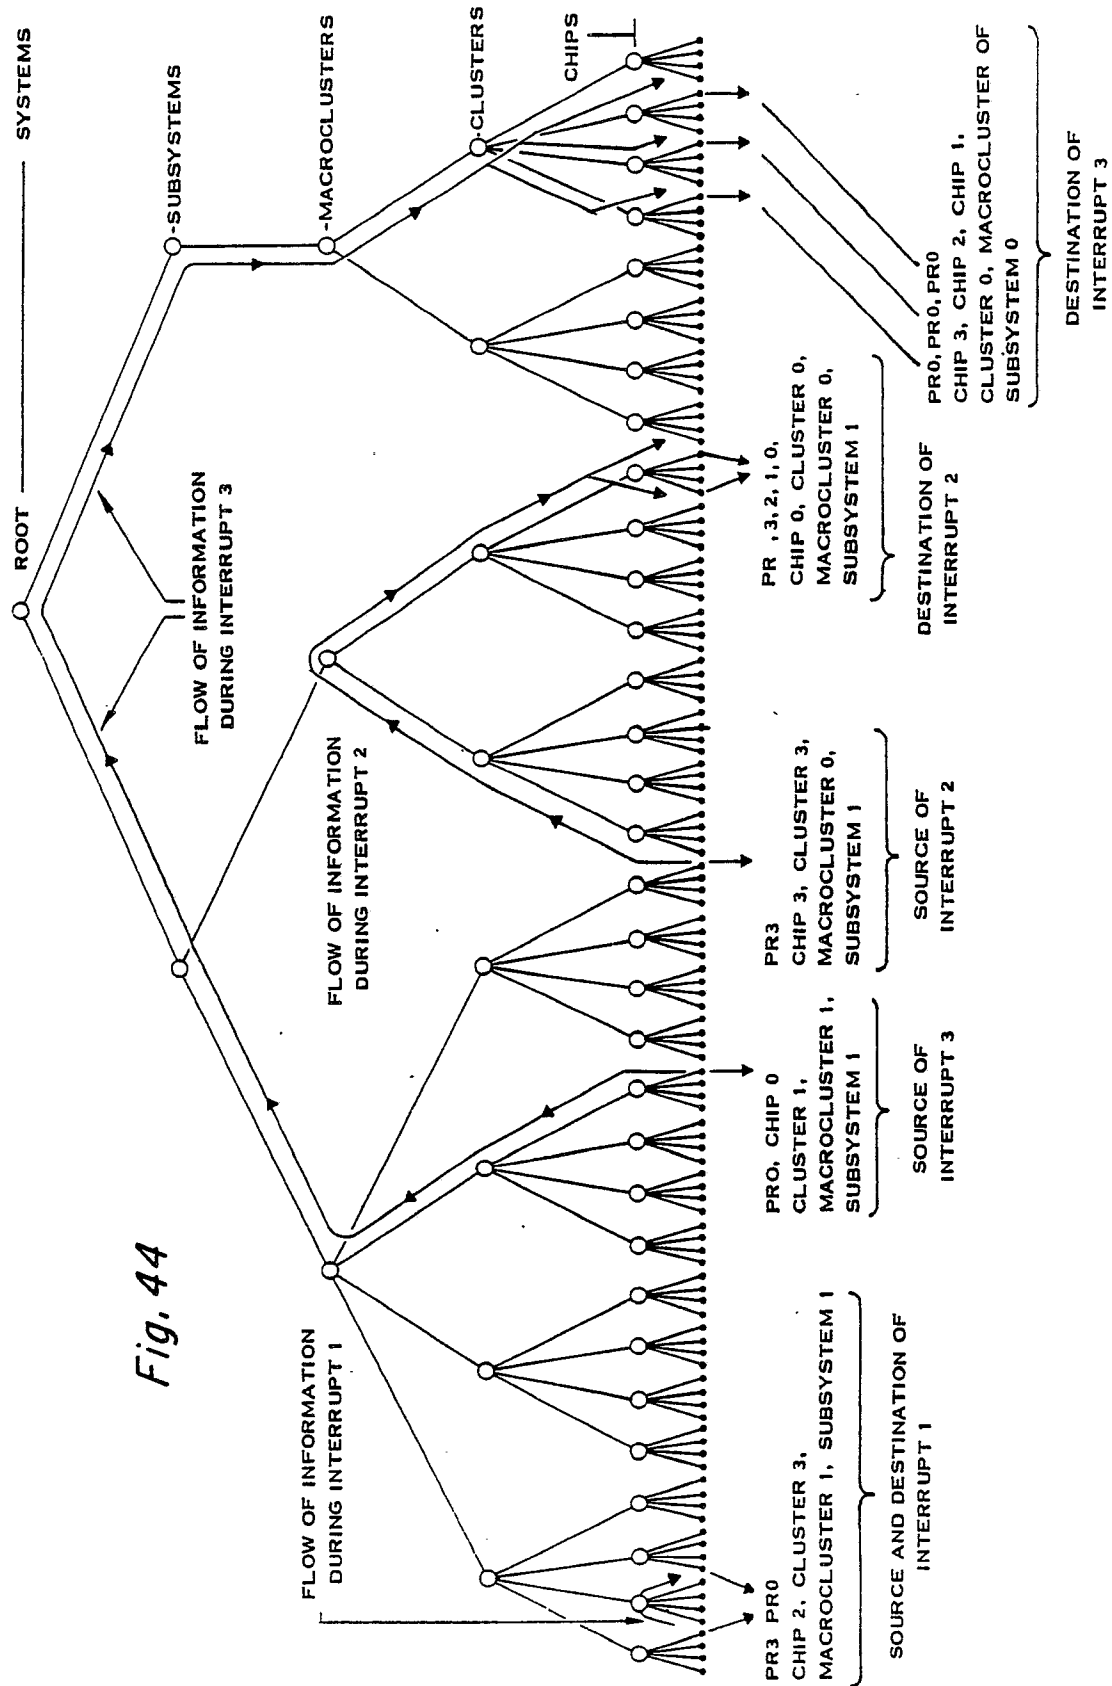 Fig. 44
ROOT
SYSTEMS
SUBSYSTEMS
MACROCLUSTERS
CLUSTERS
CHIPS
FLOW OF INFORMATION
DURING INTERRUPT 3
FLOW OF INFORMATION
DURING INTERRUPT 2
FLOW OF INFORMATION
DURING INTERRUPT 1
PR3 PR0
CHIP 2, CLUSTER 3,
MACROCLUSTER 1, SUBSYSTEM 1
SOURCE AND DESTINATION OF
INTERRUPT 1
PR0, CHIP 0
CLUSTER 1,
MACROCLUSTER 1,
SUBSYSTEM 1
SOURCE OF
INTERRUPT 3
PR3
CHIP 3, CLUSTER 3,
MACROCLUSTER 0,
SUBSYSTEM 1
SOURCE OF
INTERRUPT 2
PR ,3,2,1,0,
CHIP 0, CLUSTER 0,
MACROCLUSTER 0,
SUBSYSTEM 1
DESTINATION OF
INTERRUPT 2
PR0, PR0, PR0
CHIP 3, CHIP 2, CHIP 1,
CLUSTER 0, MACROCLUSTER OF
SUBSYSTEM 0
DESTINATION OF
INTERRUPT 3